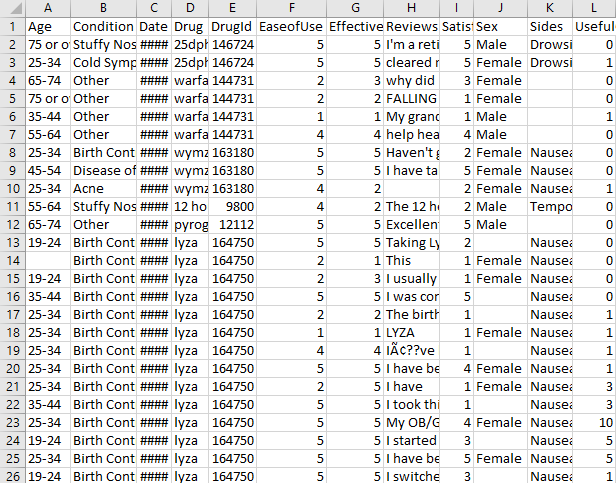 A B C D E F G H I J K L
1 Age Condition Date Drug DrugId EaseofUse Effective Reviews Satisf Sex Sides Useful
2 75 or o Stuffy Nos #### 25dph 146724 5 5 I'm a reti 5 Male Drowsi 0
3 25-34 Cold Symp #### 25dph 146724 5 5 cleared r 5 Female Drowsi 1
4 65-74 Other #### warfa 144731 2 3 why did 3 Female 0
5 75 or o Other #### warfa 144731 2 2 FALLING 1 Female 0
6 35-44 Other #### warfa 144731 1 1 My grand 1 Male 1
7 55-64 Other #### warfa 144731 4 4 help hea 4 Male 0
8 25-34 Birth Cont #### wymz 163180 5 5 Haven't g 2 Female Nausea 0
9 45-54 Disease of #### wymz 163180 5 5 I have ta 5 Female Nausea 0
10 25-34 Acne #### wymz 163180 4 2 2 Female Nausea 1
11 55-64 Stuffy Nos #### 12 ho 9800 4 2 The 12 h 2 Male Tempo 0
12 65-74 Other #### pyrog 12112 5 5 Excellen 5 Male 0
13 19-24 Birth Cont #### lyza 164750 5 5 Taking Ly 2 Nausea 0
14 Birth Cont #### lyza 164750 2 1 This 1 Female Nausea 0
15 19-24 Birth Cont #### lyza 164750 2 3 I usually 1 Female Nausea 0
16 35-44 Birth Cont #### lyza 164750 5 5 I was cor 5 Nausea 0
17 25-34 Birth Cont #### lyza 164750 2 2 The birth 1 Nausea 1
18 25-34 Birth Cont #### lyza 164750 1 1 LYZA 1 Female Nausea 1
19 25-34 Birth Cont #### lyza 164750 4 4 IÃ¢??ve 1 Nausea 1
20 25-34 Birth Cont #### lyza 164750 5 5 I have be 4 Female Nausea 1
21 25-34 Birth Cont #### lyza 164750 2 5 I have 1 Female Nausea 3
22 35-44 Birth Cont #### lyza 164750 5 5 I took thi 1 Nausea 3
23 25-34 Birth Cont #### lyza 164750 5 5 My OB/G 4 Female Nausea 10
24 19-24 Birth Cont #### lyza 164750 5 5 I started 3 Nausea 5
25 25-34 Birth Cont #### lyza 164750 5 5 I have be 5 Female Nausea 5
26 19-24 Birth Cont #### lyza 164750 5 5 I switche 3 Nausea 1